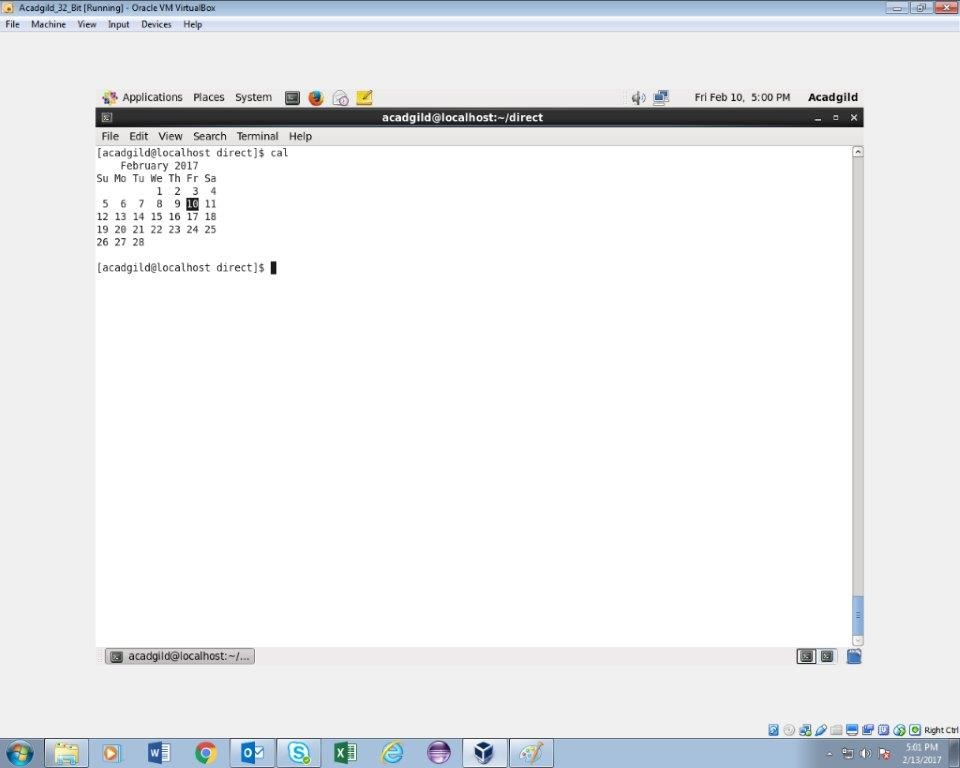 Acadgild_32_Bit [Running] - Oracle VM VirtualBox
File Machine View Input Devices Help
Applications Places System Fri Feb 10, 5:00 PM Acadgild
acadgild@localhost:~/direct
File Edit View Search Terminal Help
[acadgild@localhost direct]$ cal
February 2017
Su Mo Tu We Th Fr Sa
1 2 3 4
5 6 7 8 9 10 11
12 13 14 15 16 17 18
19 20 21 22 23 24 25
26 27 28
[acadgild@localhost direct]$
acadgild@localhost:~/...
Right Ctrl
5:01 PM
2/13/2017